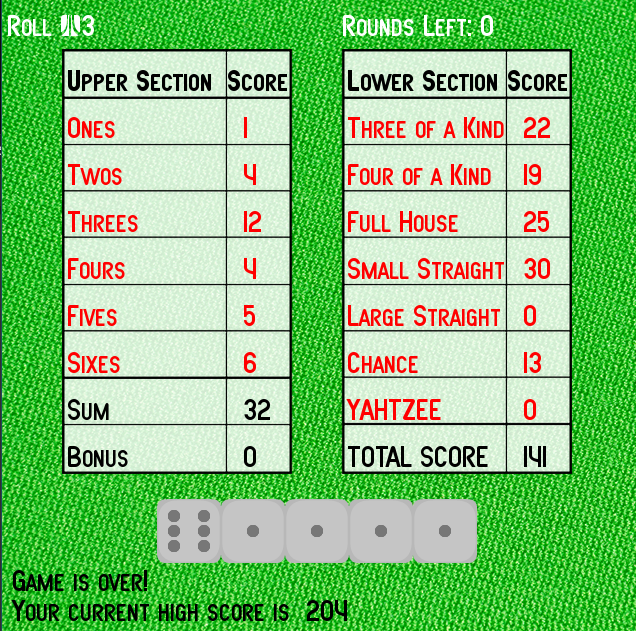 Roll 3
Rounds Left: 0
Upper Section Score
Ones 1
Twos 4
Threes 12
Fours 4
Fives 5
Sixes 6
Sum 32
Bonus 0
Lower Section Score
Three of a Kind 22
Four of a Kind 19
Full House 25
Small Straight 30
Large Straight 0
Chance 13
YAHTZEE 0
TOTAL SCORE 141
Game is over!
Your current high score is 204